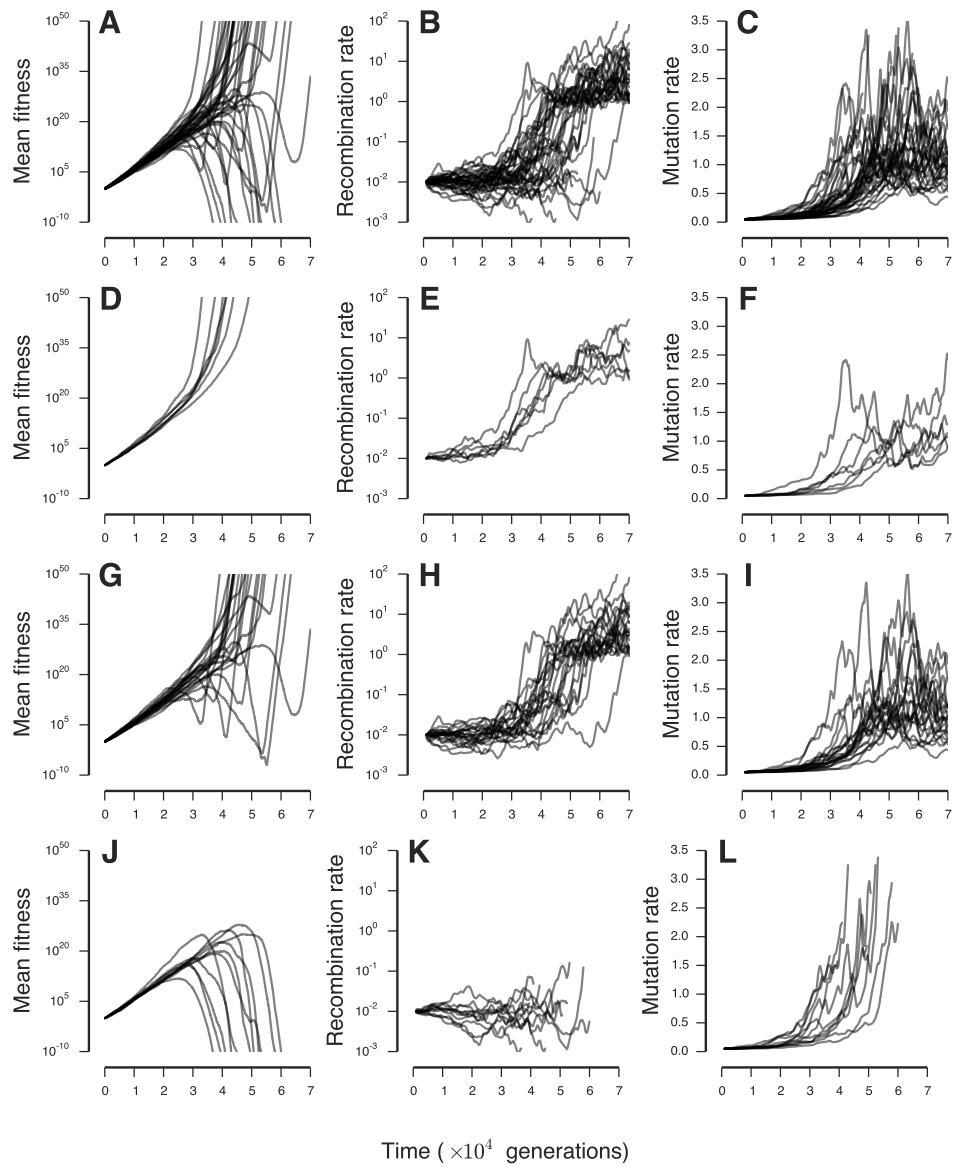 A
Mean fitness
10^50
10^35
10^20
10^5
10^-10
0 1 2 3 4 5 6 7
B
Recombination rate
10^2
10^1
10^0
10^-1
10^-2
10^-3
0 1 2 3 4 5 6 7
C
Mutation rate
3.5
3.0
2.5
2.0
1.5
1.0
0.5
0.0
0 1 2 3 4 5 6 7
D
Mean fitness
10^50
10^35
10^20
10^5
10^-10
0 1 2 3 4 5 6 7
E
Recombination rate
10^2
10^1
10^0
10^-1
10^-2
10^-3
0 1 2 3 4 5 6 7
F
Mutation rate
3.5
3.0
2.5
2.0
1.5
1.0
0.5
0.0
0 1 2 3 4 5 6 7
G
Mean fitness
10^50
10^35
10^20
10^5
10^-10
0 1 2 3 4 5 6 7
H
Recombination rate
10^2
10^1
10^0
10^-1
10^-2
10^-3
0 1 2 3 4 5 6 7
I
Mutation rate
3.5
3.0
2.5
2.0
1.5
1.0
0.5
0.0
0 1 2 3 4 5 6 7
J
Mean fitness
10^50
10^35
10^20
10^5
10^-10
0 1 2 3 4 5 6 7
K
Recombination rate
10^2
10^1
10^0
10^-1
10^-2
10^-3
0 1 2 3 4 5 6 7
L
Mutation rate
3.5
3.0
2.5
2.0
1.5
1.0
0.5
0.0
0 1 2 3 4 5 6 7
Time ( ×10^4 generations)